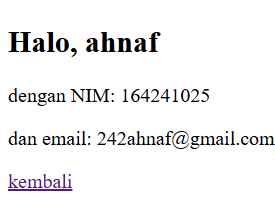 Halo, ahnaf
dengan NIM: 164241025
dan email: 242ahnaf@gmail.com
kembali